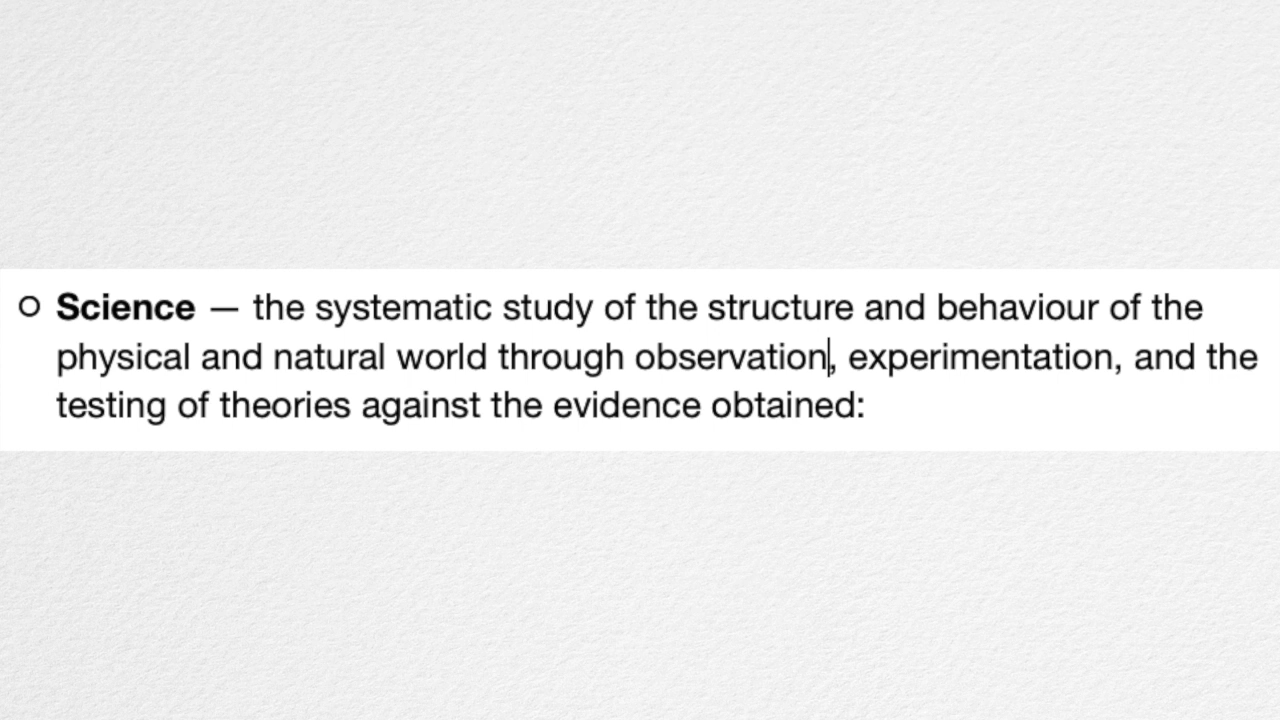 Science — the systematic study of the structure and behaviour of the
physical and natural world through observation, experimentation, and the
testing of theories against the evidence obtained: